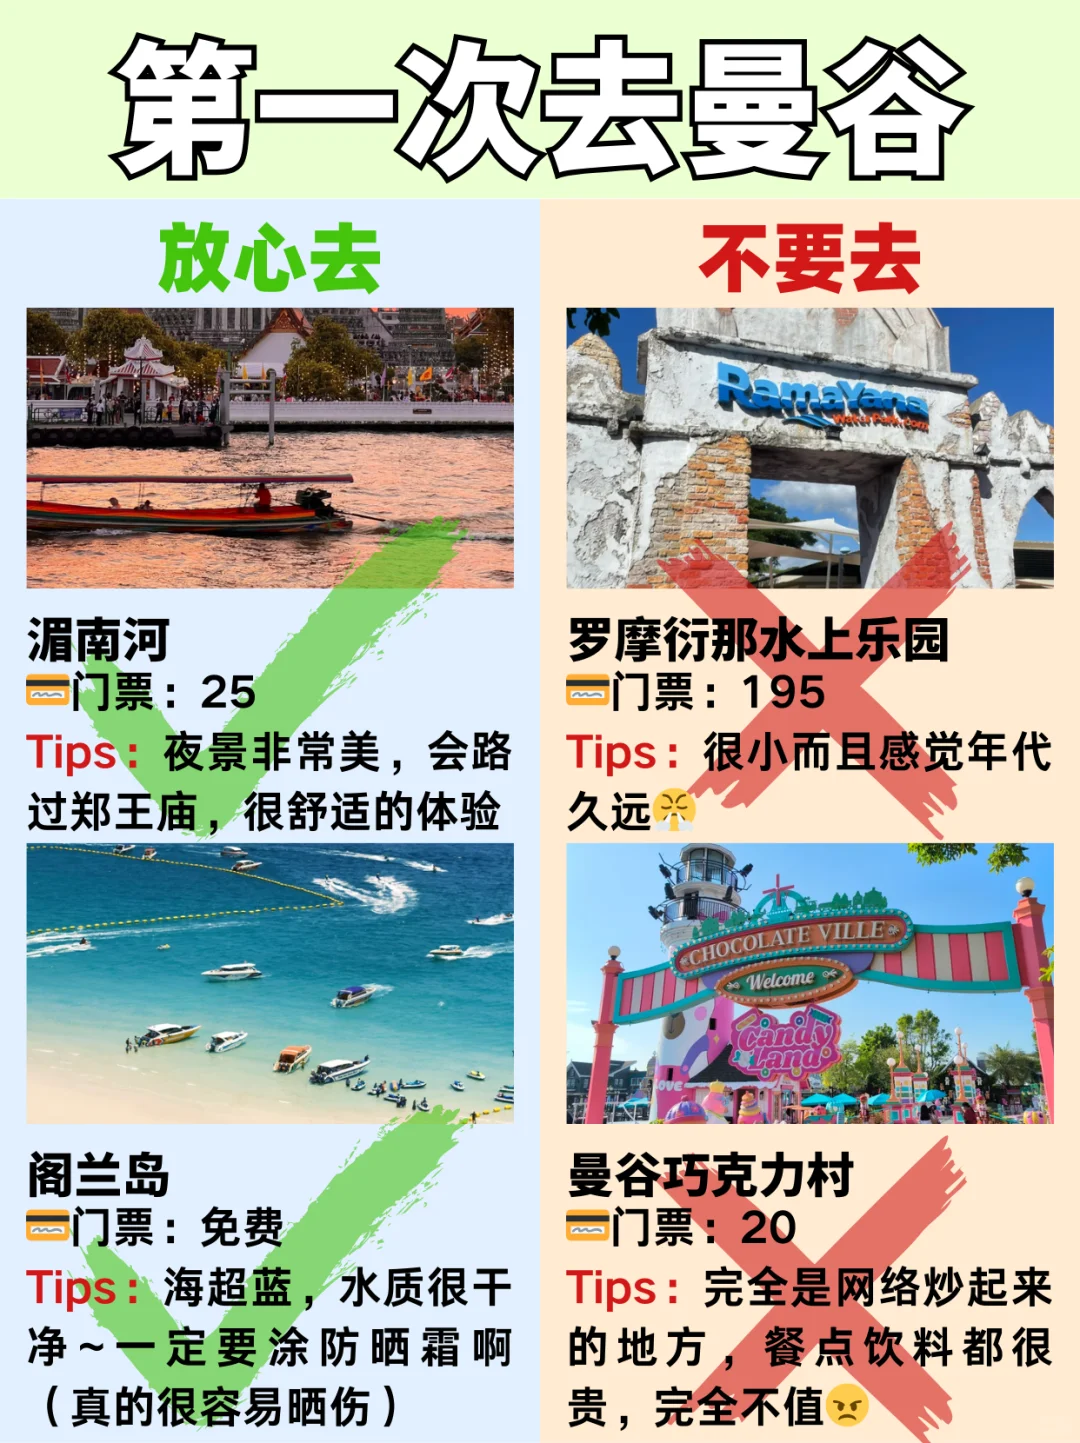 第一次去曼谷
放心去
湄南河
💳门票：25
Tips：夜景非常美，会路
过郑王庙，很舒适的体验
阁兰岛
💳门票：免费
Tips：海超蓝，水质很干
净~一定要涂防晒霜啊
（真的很容易晒伤）
不要去
RamaYana
WaterPark.com
罗摩衍那水上乐园
💳门票：195
Tips：很小而且感觉年代
久远😤
CHOCOLATE VILLE
Welcome
Candy
Land
LOVE
曼谷巧克力村
💳门票：20
Tips：完全是网络炒起来
的地方，餐点饮料都很
贵，完全不值😠